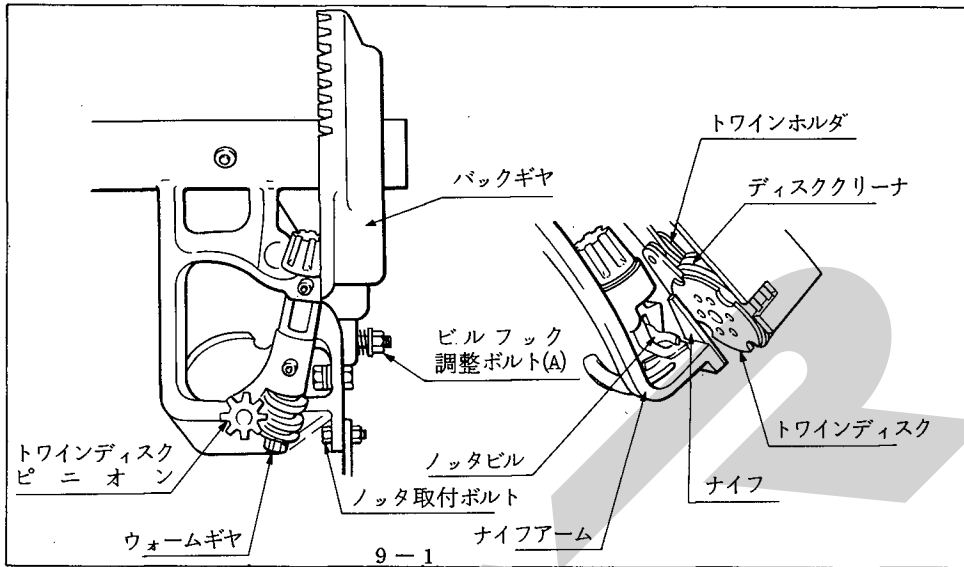 トワインホルダ
ディスククリーナ
バックギヤ
ビルフック
調整ボルト(A)
トワインディスク
トワインディスク
ピニオン
ノッタビル
ナイフ
ノッタ取付ボルト
ウォームギヤ
ナイフアーム
9-1